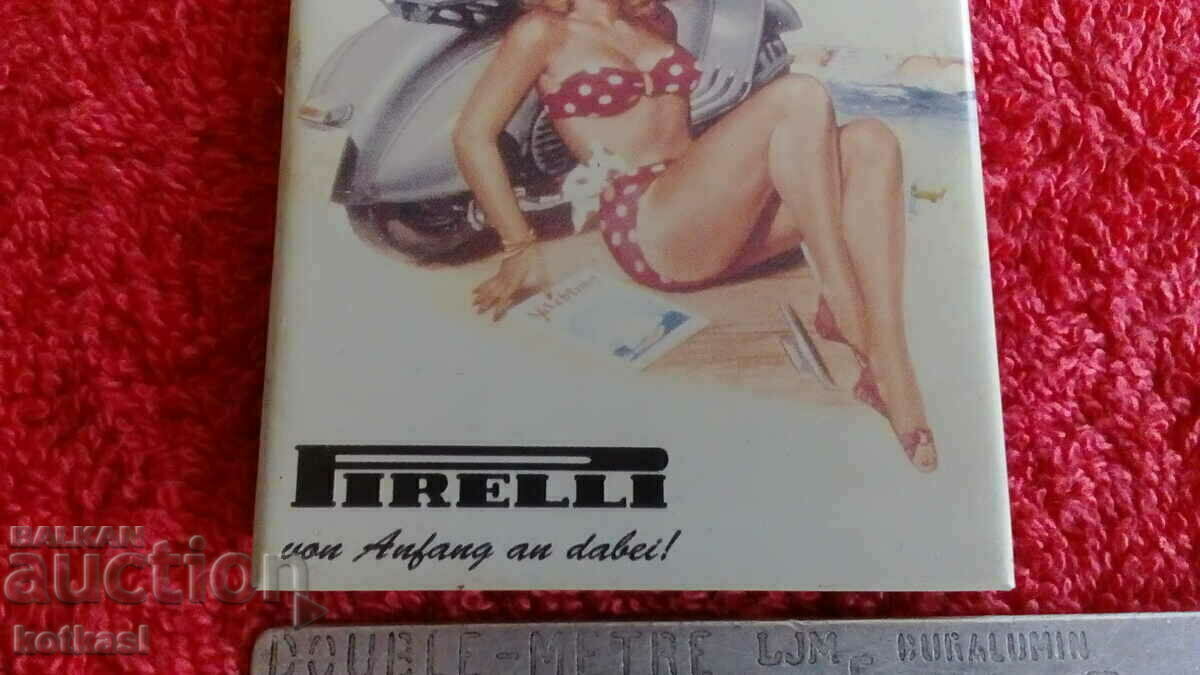 PIRELLI
von Anfang an dabei!
BALKAN
auction
kotkasl
DOUBLE-METRE LJM DURALUMIN